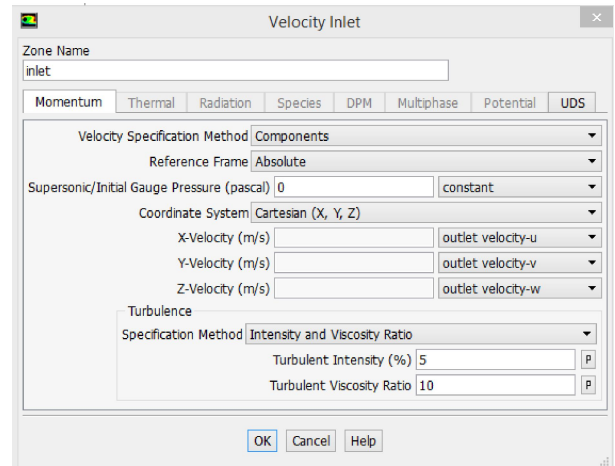 Velocity Inlet
Zone Name
inlet
Momentum Thermal Radiation Species DPM Multiphase Potential UDS
Velocity Specification Method Components
Reference Frame Absolute
Supersonic/Initial Gauge Pressure (pascal) 0 constant
Coordinate System Cartesian (X, Y, Z)
X-Velocity (m/s) outlet velocity-u
Y-Velocity (m/s) outlet velocity-v
Z-Velocity (m/s) outlet velocity-w
Turbulence
Specification Method Intensity and Viscosity Ratio
Turbulent Intensity (%) 5 P
Turbulent Viscosity Ratio 10 P
OK Cancel Help